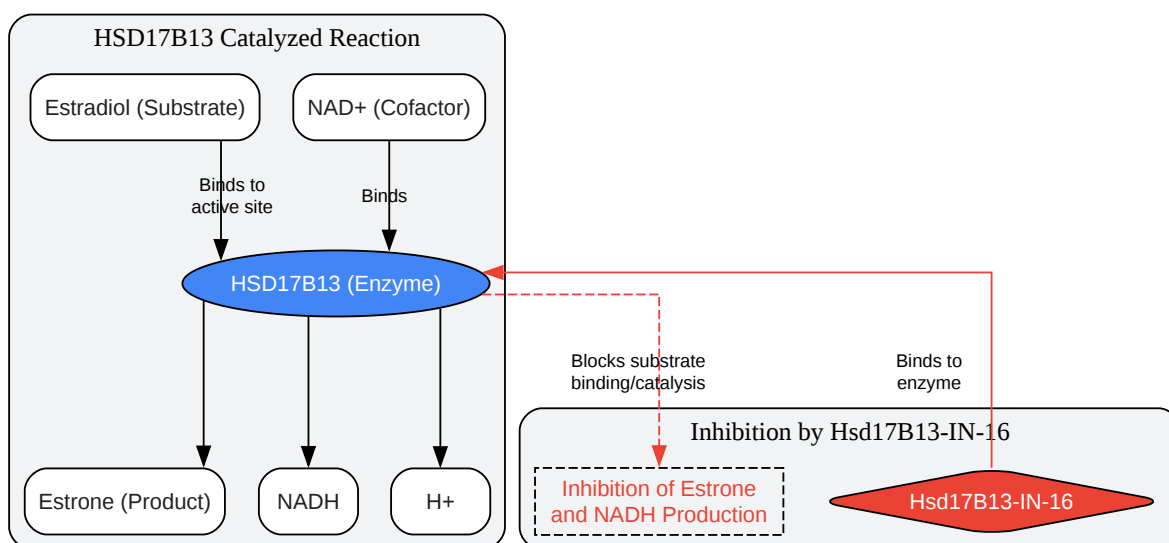 HSD17B13 Catalyzed Reaction
Estradiol (Substrate)
NAD+ (Cofactor)
Binds to
active site
Binds
HSD17B13 (Enzyme)
Blocks substrate
binding/catalysis
Binds to
enzyme
Inhibition by Hsd17B13-IN-16
Estrone (Product)
NADH
H+
Inhibition of Estrone
and NADH Production
Hsd17B13-IN-16